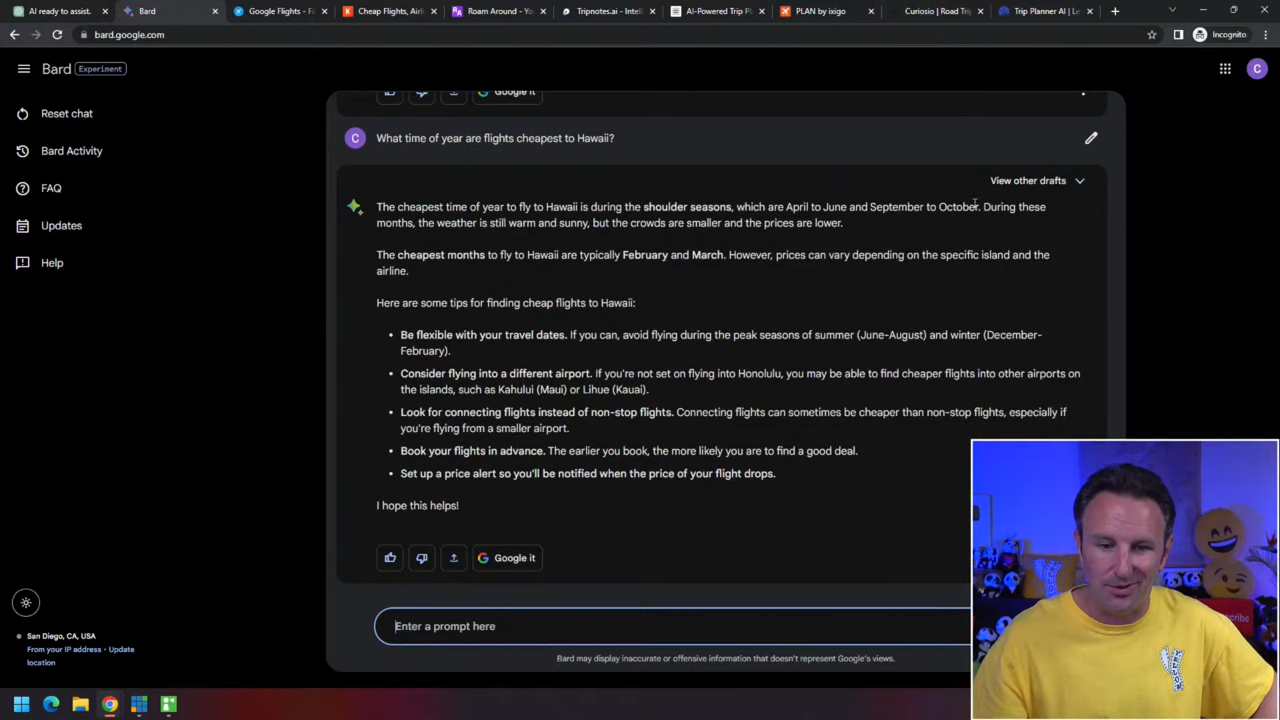 AI ready to assist.
Bard
Google Flights - F
Cheap Flights, Airli
Roam Around - Yo
Tripnotes.ai - Intell
AI-Powered Trip P
PLAN by ixigo
Curiosio | Road Trip
Trip Planner AI | Le
bard.google.com
Incognito
Bard Experiment
C
Reset chat
Bard Activity
FAQ
Updates
Help
Google it
C What time of year are flights cheapest to Hawaii?
View other drafts
The cheapest time of year to fly to Hawaii is during the shoulder seasons, which are April to June and September to October. During these
months, the weather is still warm and sunny, but the crowds are smaller and the prices are lower.
The cheapest months to fly to Hawaii are typically February and March. However, prices can vary depending on the specific island and the
airline.
Here are some tips for finding cheap flights to Hawaii:
• Be flexible with your travel dates. If you can, avoid flying during the peak seasons of summer (June-August) and winter (December-
February).
• Consider flying into a different airport. If you're not set on flying into Honolulu, you may be able to find cheaper flights into other airports on
the islands, such as Kahului (Maui) or Lihue (Kauai).
• Look for connecting flights instead of non-stop flights. Connecting flights can sometimes be cheaper than non-stop flights, especially if
you're flying from a smaller airport.
• Book your flights in advance. The earlier you book, the more likely you are to find a good deal.
• Set up a price alert so you'll be notified when the price of your flight drops.
I hope this helps!
Google it
Enter a prompt here
Bard may display inaccurate or offensive information that doesn't represent Google's views.
San Diego, CA, USA
From your IP address • Update
location